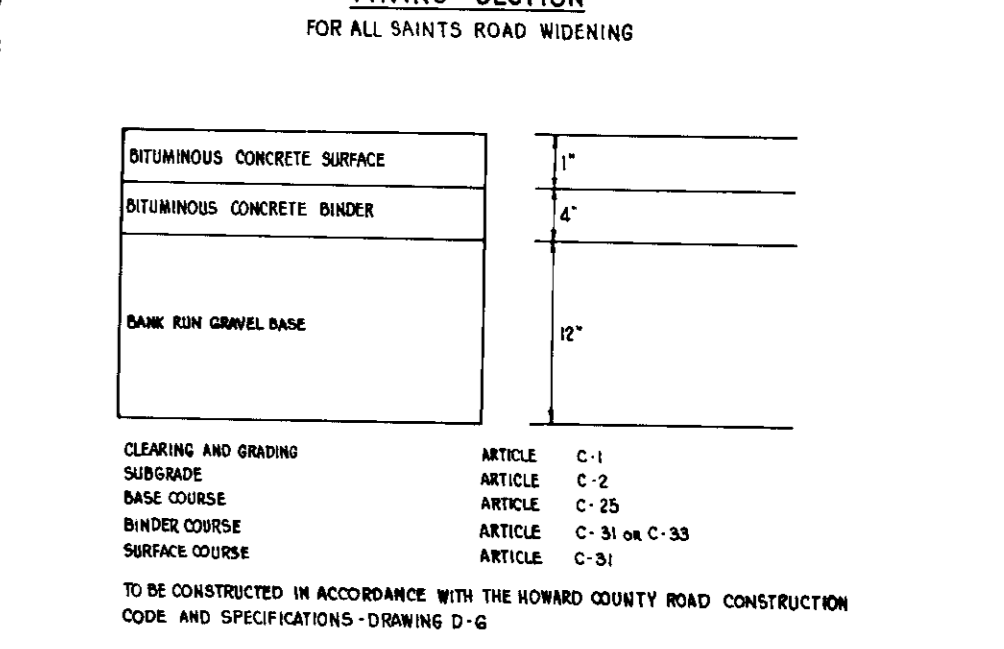 SECTION
FOR ALL SAINTS ROAD WIDENING
BITUMINOUS CONCRETE SURFACE
1"
BITUMINOUS CONCRETE BINDER
4"
BANK RUN GRAVEL BASE
12"
CLEARING AND GRADING ARTICLE C-1
SUBGRADE ARTICLE C-2
BASE COURSE ARTICLE C-25
BINDER COURSE ARTICLE C-31 OR C-33
SURFACE COURSE ARTICLE C-31
TO BE CONSTRUCTED IN ACCORDANCE WITH THE HOWARD COUNTY ROAD CONSTRUCTION
CODE AND SPECIFICATIONS-DRAWING D-6